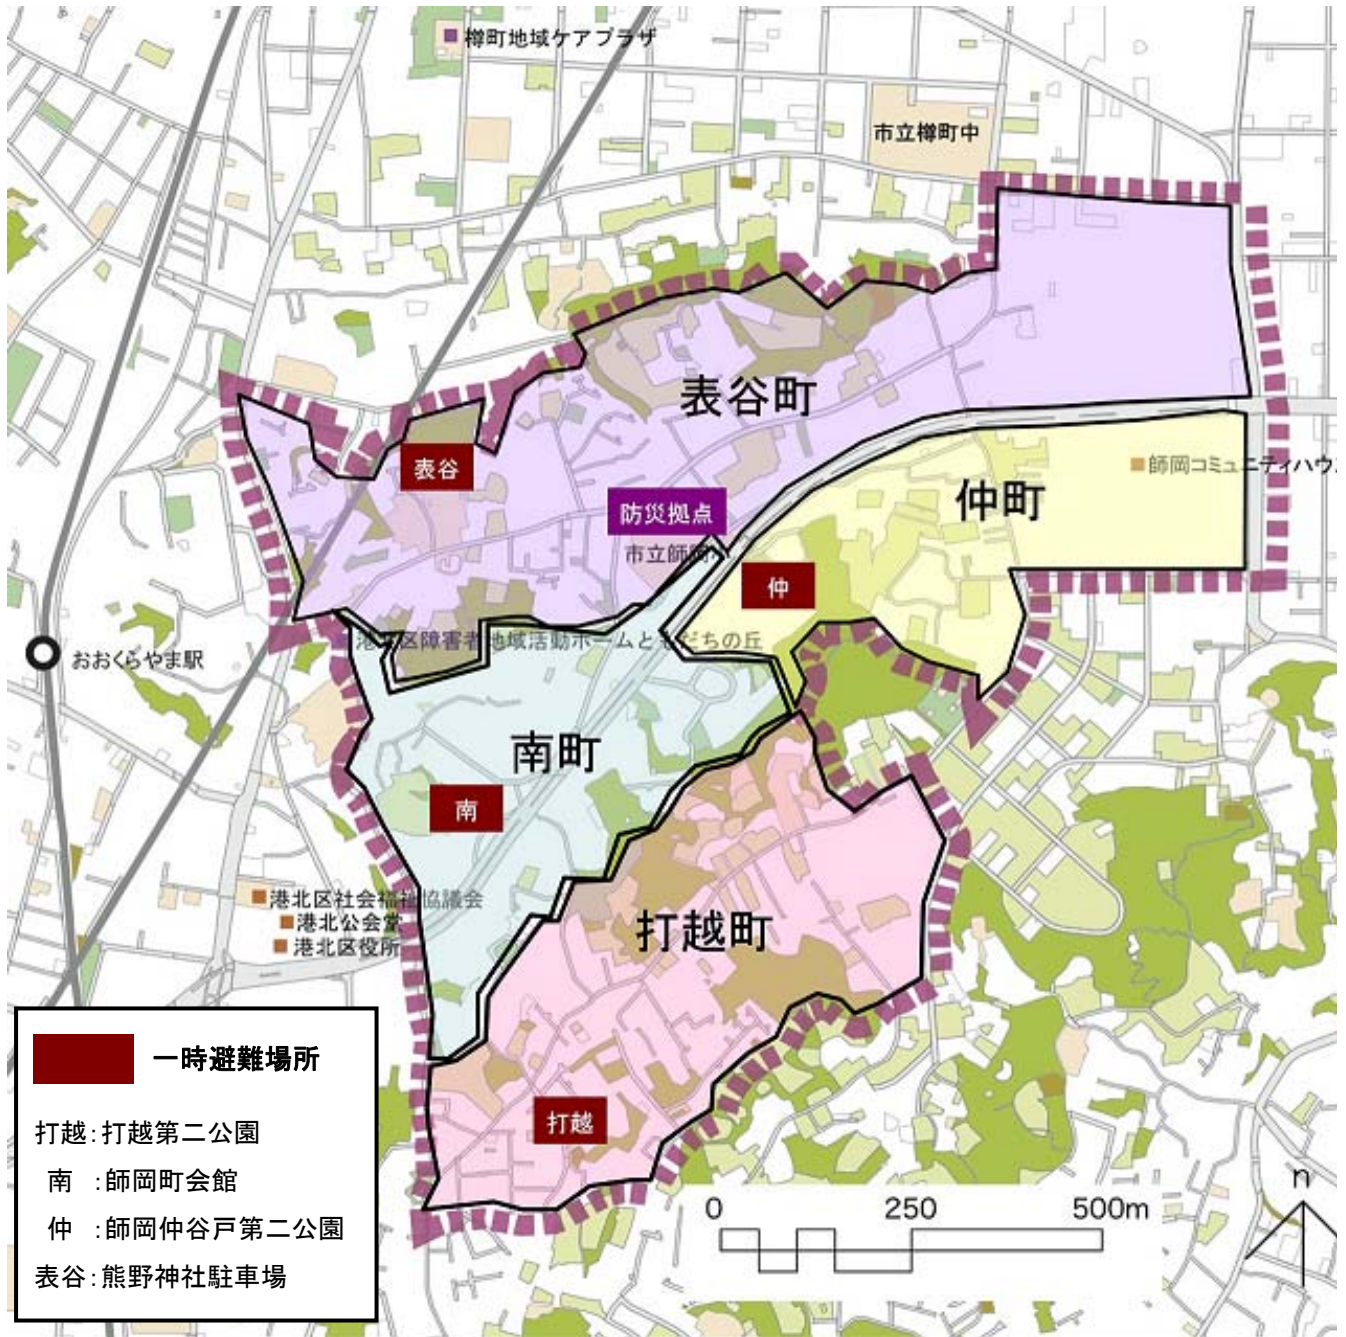 樽町地域ケアプラザ
市立樽町中
表谷町
表谷
師岡コミュニティハウ
仲町
防災拠点
市立師岡
仲
港北区障害者地域活動ホームともだちの丘
おおくらやま駅
南町
南
港北区社会福祉協議会
港北公会堂
港北区役所
打越町
打越
一時避難場所
打越:打越第二公園
南 :師岡町会館
仲 :師岡仲谷戸第二公園
表谷:熊野神社駐車場
0 250 500m
n